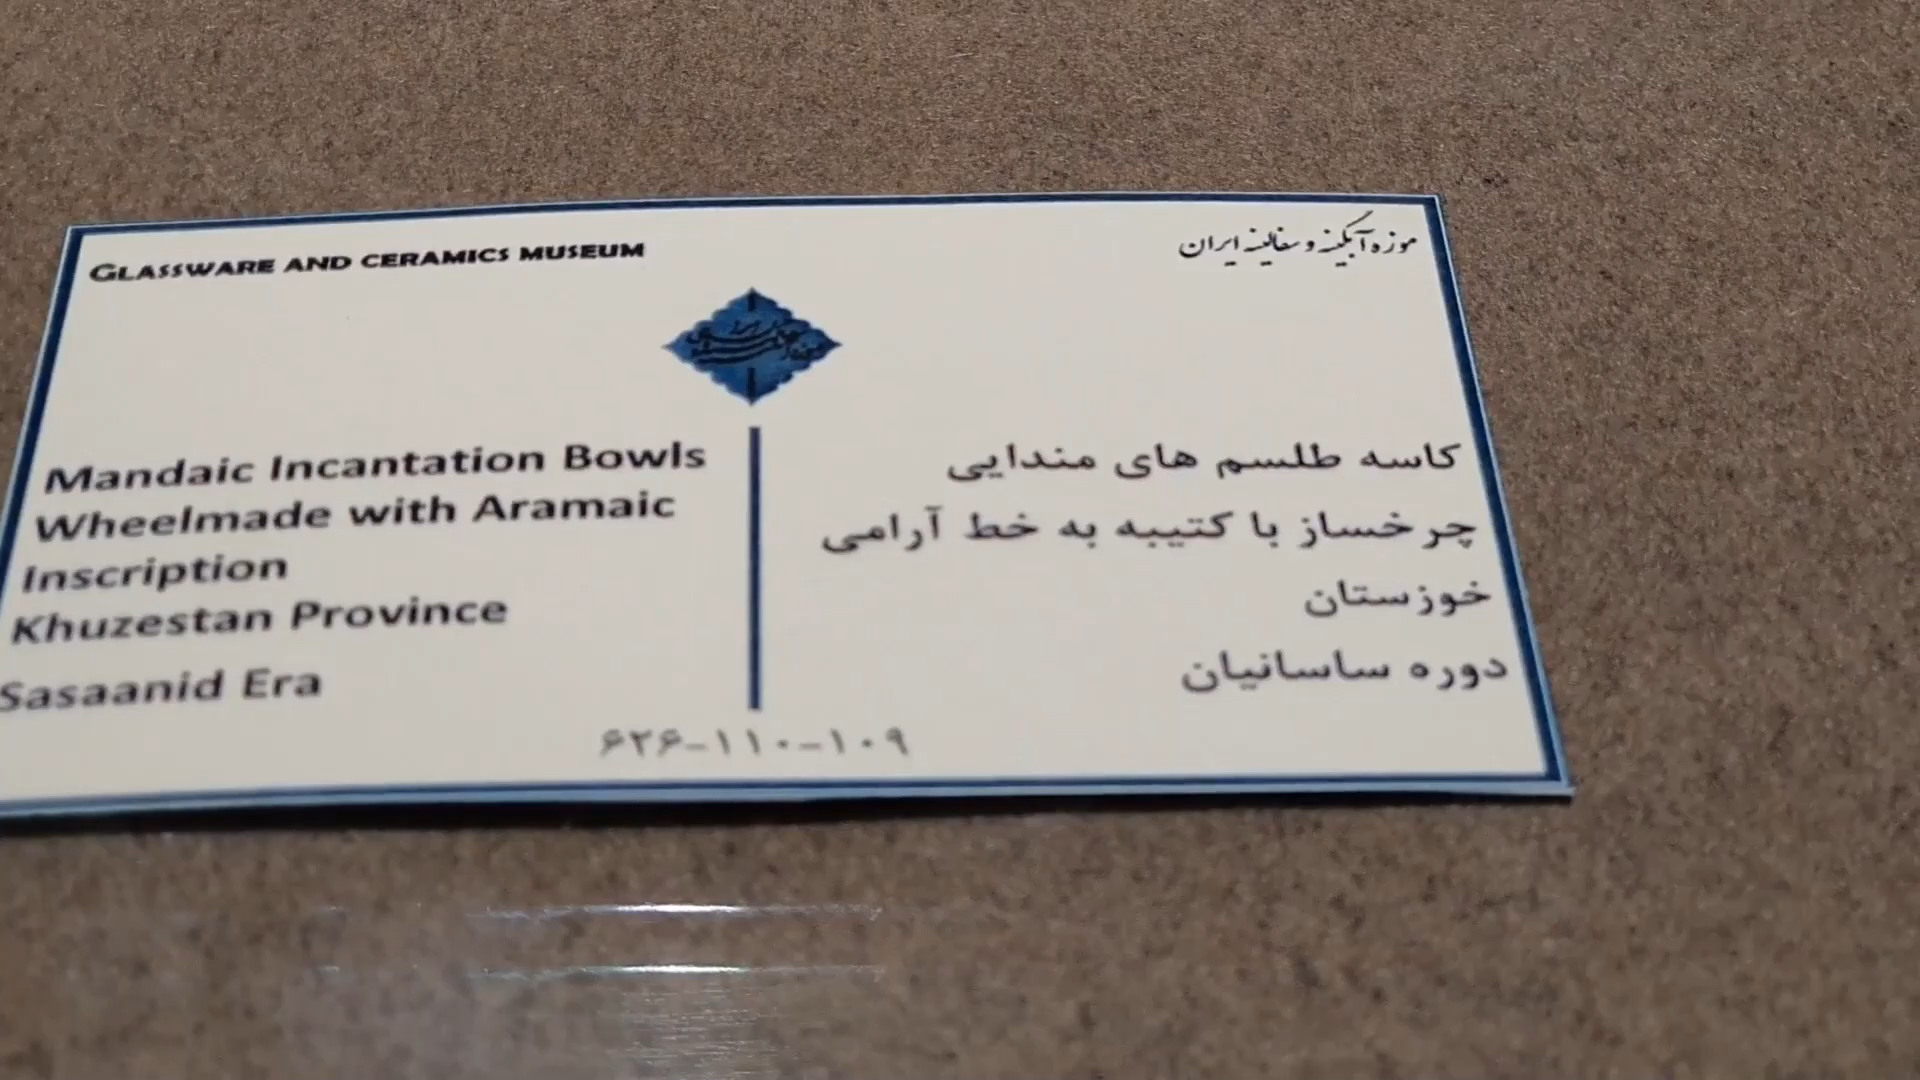 GLASSWARE AND CERAMICS MUSEUM
موزه آبگینه و سفالینه ایران
Mandaic Incantation Bowls
Wheelmade with Aramaic
Inscription
Khuzestan Province
Sasaanid Era
کاسه طلسم های مندایی
چرخساز با کتیبه به خط آرامی
خوزستان
دوره ساسانیان
۶۲۶-۱۱۰-۱۰۹